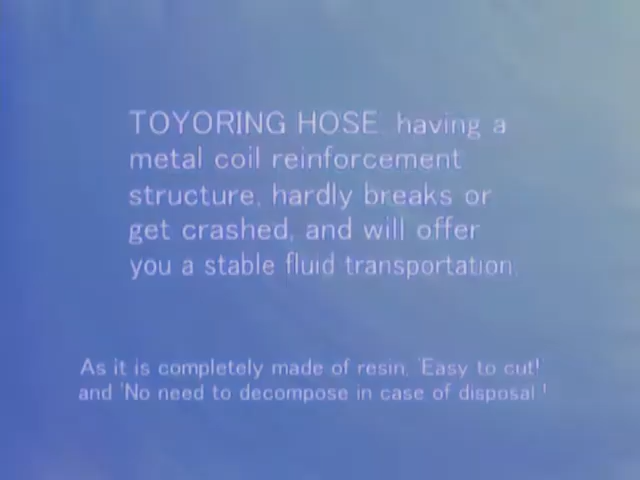 TOYORING HOSE, having a
metal coil reinforcement
structure, hardly breaks or
get crashed, and will offer
you a stable fluid transportation.
As it is completely made of resin, 'Easy to cut!'
and 'No need to decompose in case of disposal !'